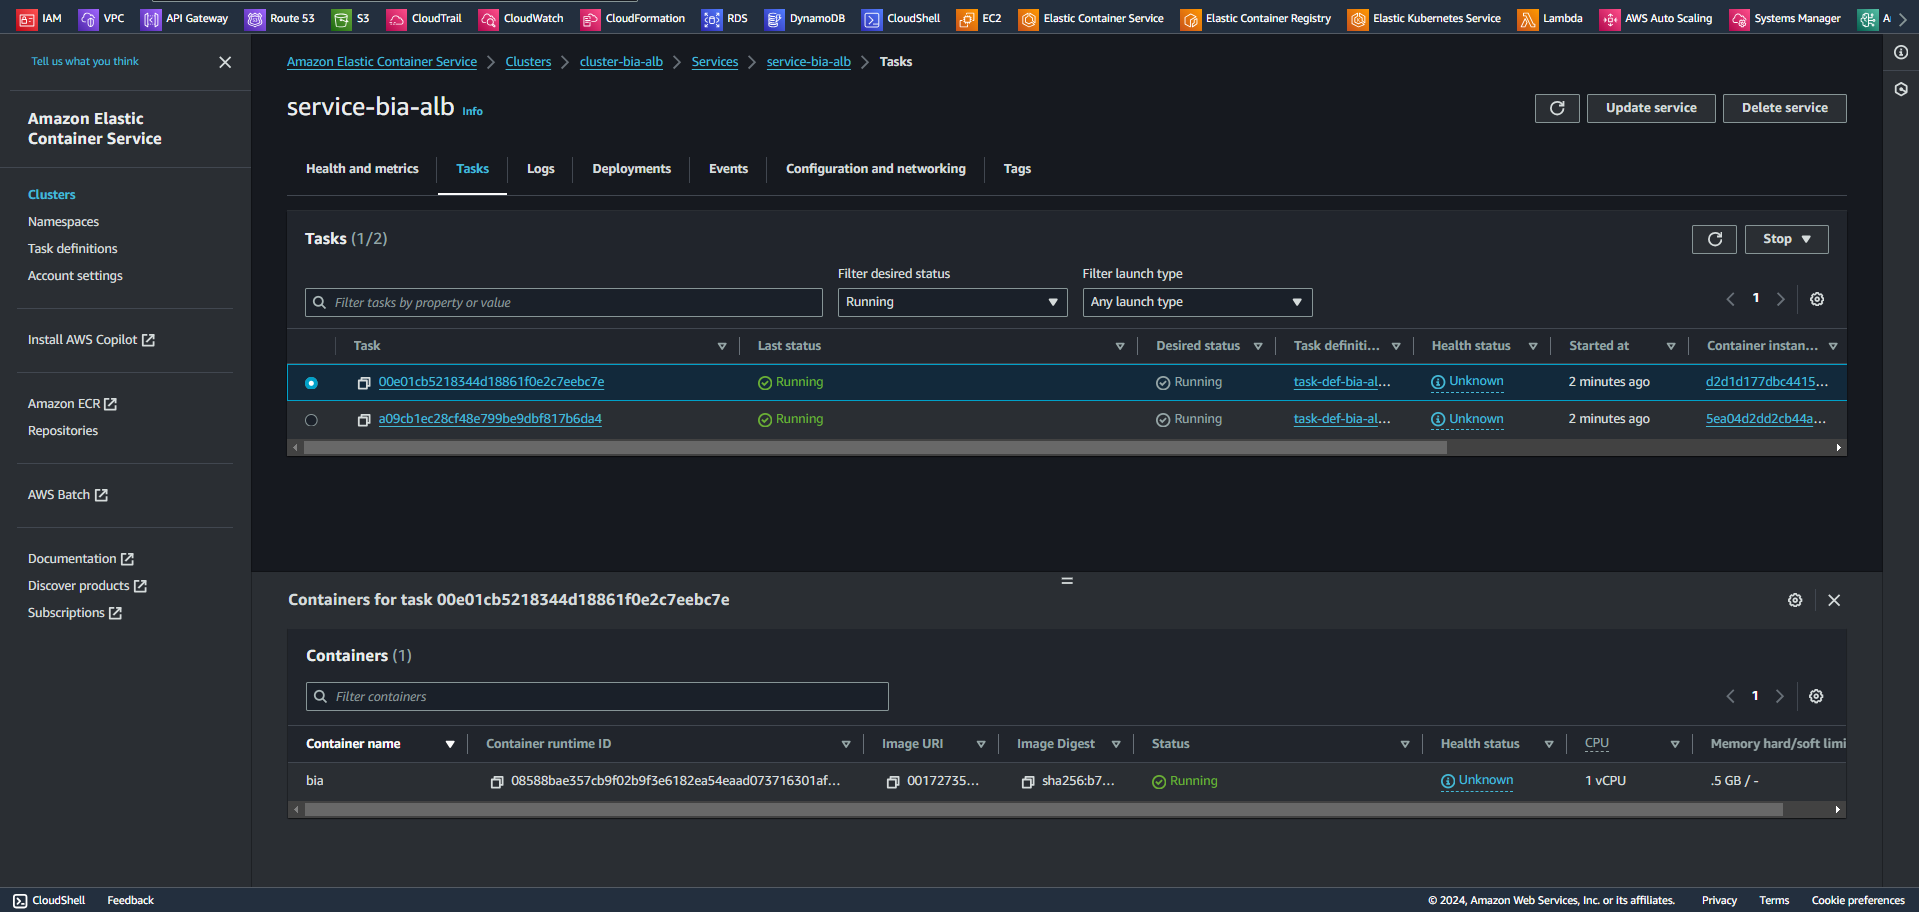 IAM VPC API Gateway Route 53 S3 CloudTrail CloudWatch CloudFormation RDS DynamoDB CloudShell EC2 Elastic Container Service Elastic Container Registry Elastic Kubernetes Service Lambda AWS Auto Scaling Systems Manager
Tell us what you think
Amazon Elastic Container Service
Clusters
Namespaces
Task definitions
Account settings
Install AWS Copilot
Amazon ECR
Repositories
AWS Batch
Documentation
Discover products
Subscriptions
Amazon Elastic Container Service > Clusters > cluster-bia-alb > Services > service-bia-alb > Tasks
service-bia-alb Info
Update service Delete service
Health and metrics Tasks Logs Deployments Events Configuration and networking Tags
Tasks (1/2)
Stop
Filter desired status Filter launch type
Filter tasks by property or value Running Any launch type 1
Task Last status Desired status Task definiti... Health status Started at Container instan...
00e01cb5218344d18861f0e2c7eebc7e Running Running task-def-bia-al... Unknown 2 minutes ago d2d1d177dbc4415...
a09cb1ec28cf48e799be9dbf817b6da4 Running Running task-def-bia-al... Unknown 2 minutes ago 5ea04d2dd2cb44a...
Containers for task 00e01cb5218344d18861f0e2c7eebc7e
Containers (1)
Filter containers 1
Container name Container runtime ID Image URI Image Digest Status Health status CPU Memory hard/soft limi
bia 08588bae357cb9f02b9f3e6182ea54eaad073716301af... 00172735... sha256:b7... Running Unknown 1 vCPU .5 GB / -
CloudShell Feedback © 2024, Amazon Web Services, Inc. or its affiliates. Privacy Terms Cookie preferences